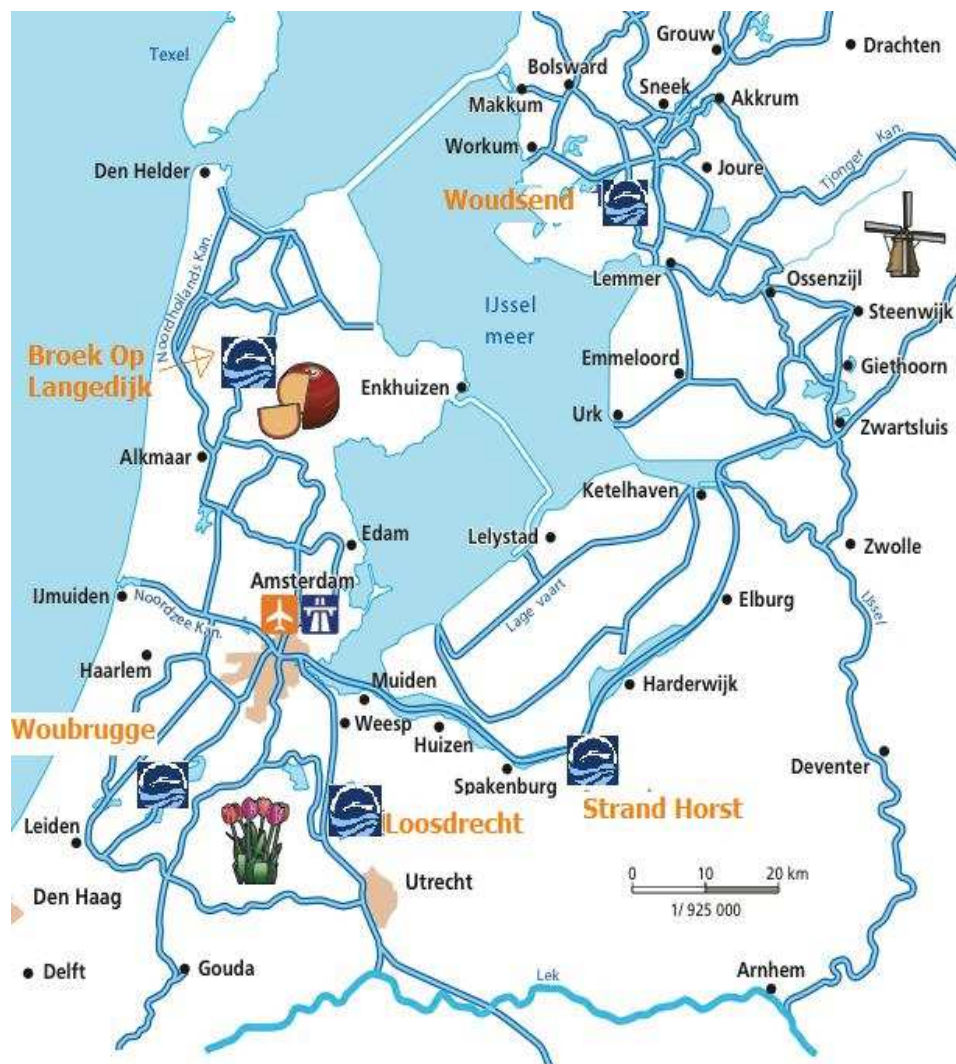 Texel
Grouw
Drachten
Bolsward
Makkum
Sneek
Akkrum
Workum
Den Helder
Joure
Tjonger Kan.
Woudsend
Noordhollands Kan.
Lemmer
Ossenzijl
IJssel
meer
Steenwijk
Broek Op
Langedijk
Emmeloord
Giethoorn
Enkhuizen
Urk
Zwartsluis
Alkmaar
Ketelhaven
Edam
Lelystad
Zwolle
Amsterdam
IJmuiden
Noordzee Kan.
Lage vaart
Elburg
IJssel
Haarlem
Muiden
Harderwijk
Woubrugge
Weesp
Huizen
Spakenburg
Deventer
Strand Horst
Loosdrecht
Leiden
Utrecht
0 10 20 km
1/ 925 000
Den Haag
Delft
Gouda
Lek
Arnhem